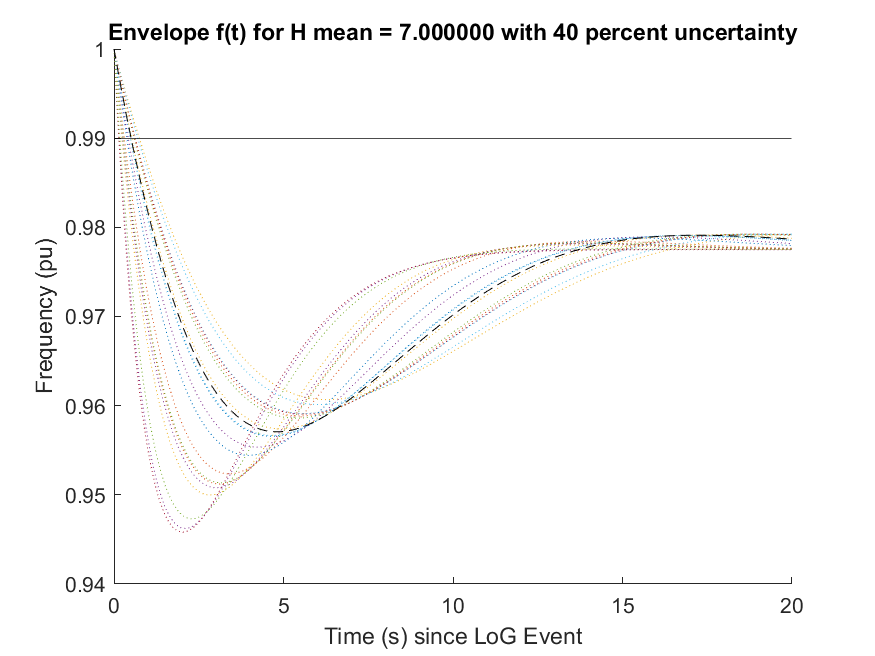 Envelope f(t) for H mean = 7.000000 with 40 percent uncertainty
1
0.99
0.98
0.97
0.96
0.95
0.94
Frequency (pu)
0 5 10 15 20
Time (s) since LoG Event